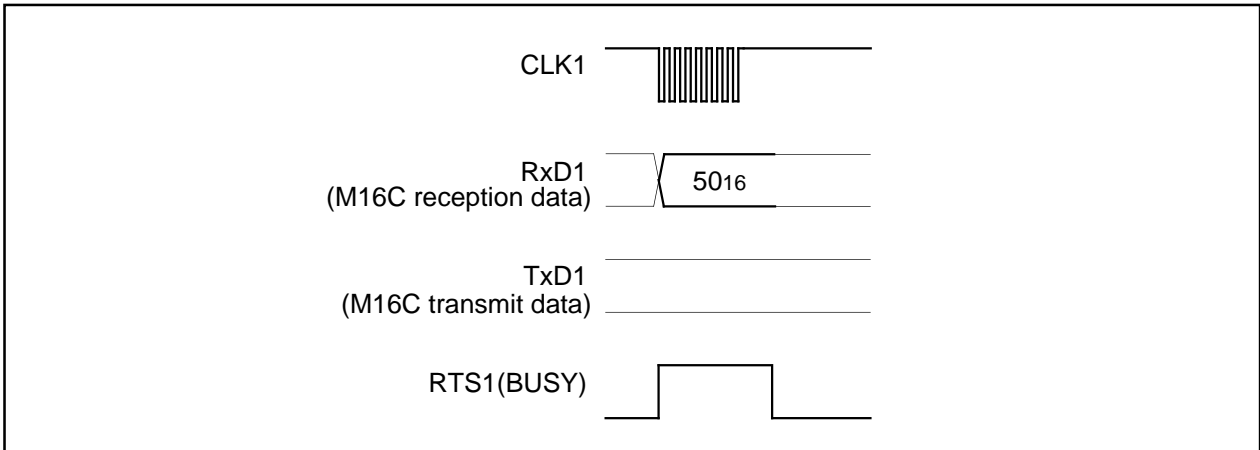 CLK1
RxD1
(M16C reception data)
5016
TxD1
(M16C transmit data)
RTS1(BUSY)